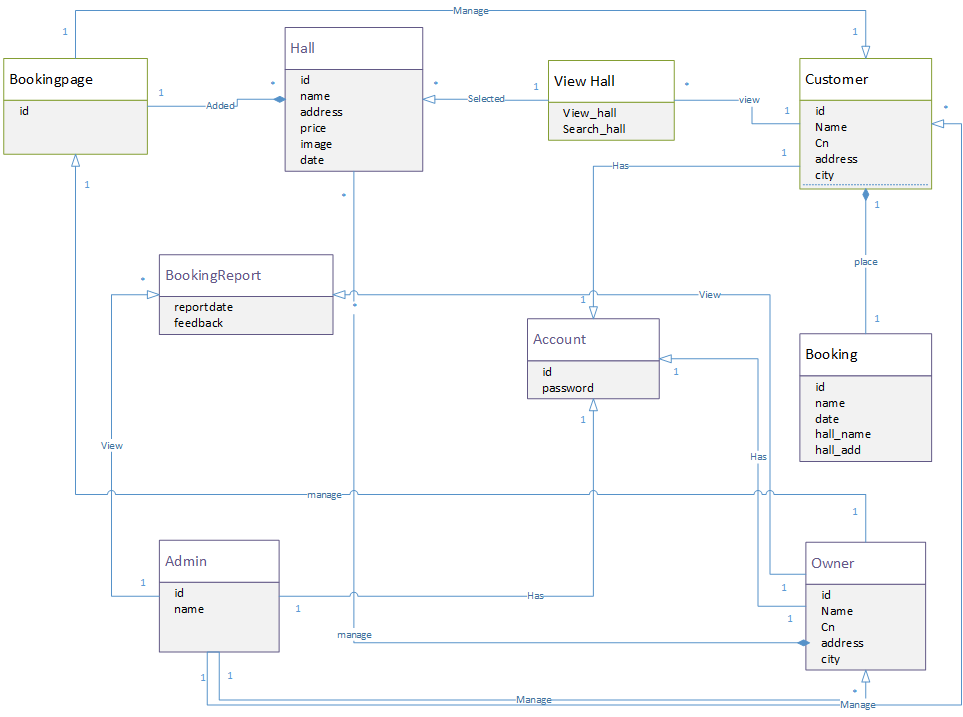 Manage
1
1
Hall
id
name
address
price
image
date
Bookingpage
id
1
Added
*
*
Selected
1
View Hall
View_hall
Search_hall
*
view
1
Customer
id
Name
Cn
address
city
*
1
Has
1
1
*
place
BookingReport
reportdate
feedback
*
*
View
1
1
Account
id
password
1
1
Booking
id
name
date
hall_name
hall_add
View
Has
manage
1
Admin
id
name
1
1
Has
Owner
id
Name
Cn
address
city
1
1
manage
1
1
Manage
*
Manage